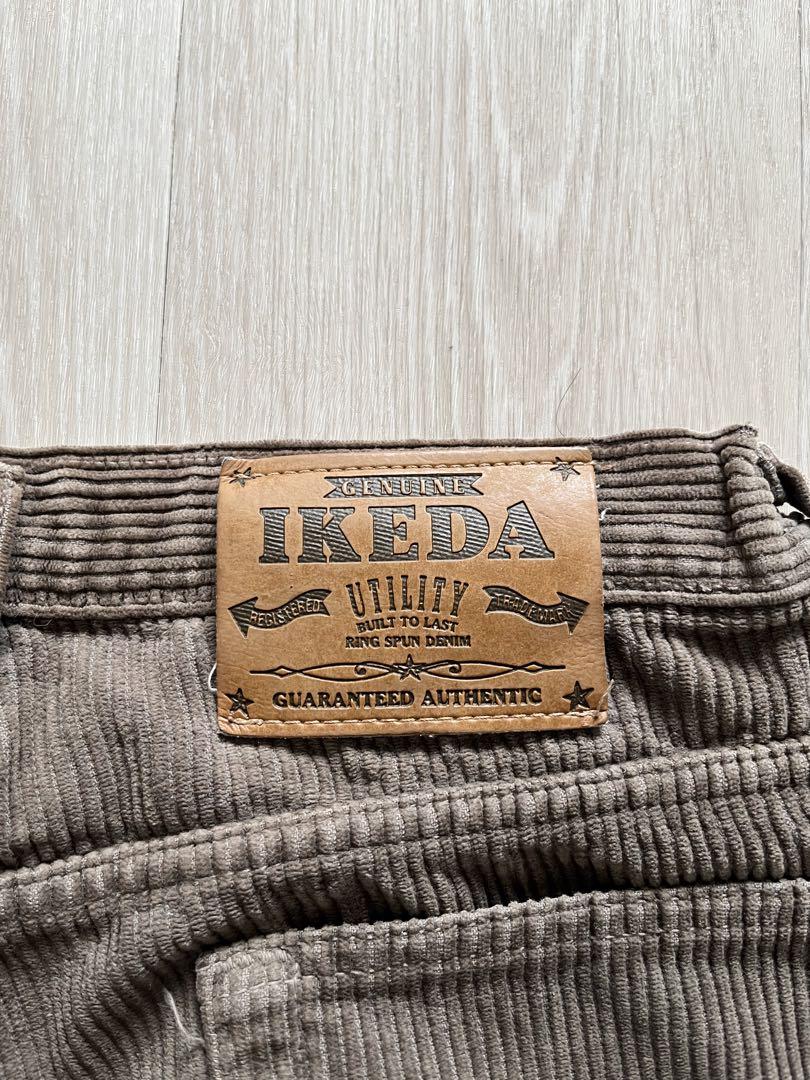 GENUINE
IKEDA
REGISTERED UTILITY TRADEMARK
BUILT TO LAST
RING SPUN DENIM
GUARANTEED AUTHENTIC